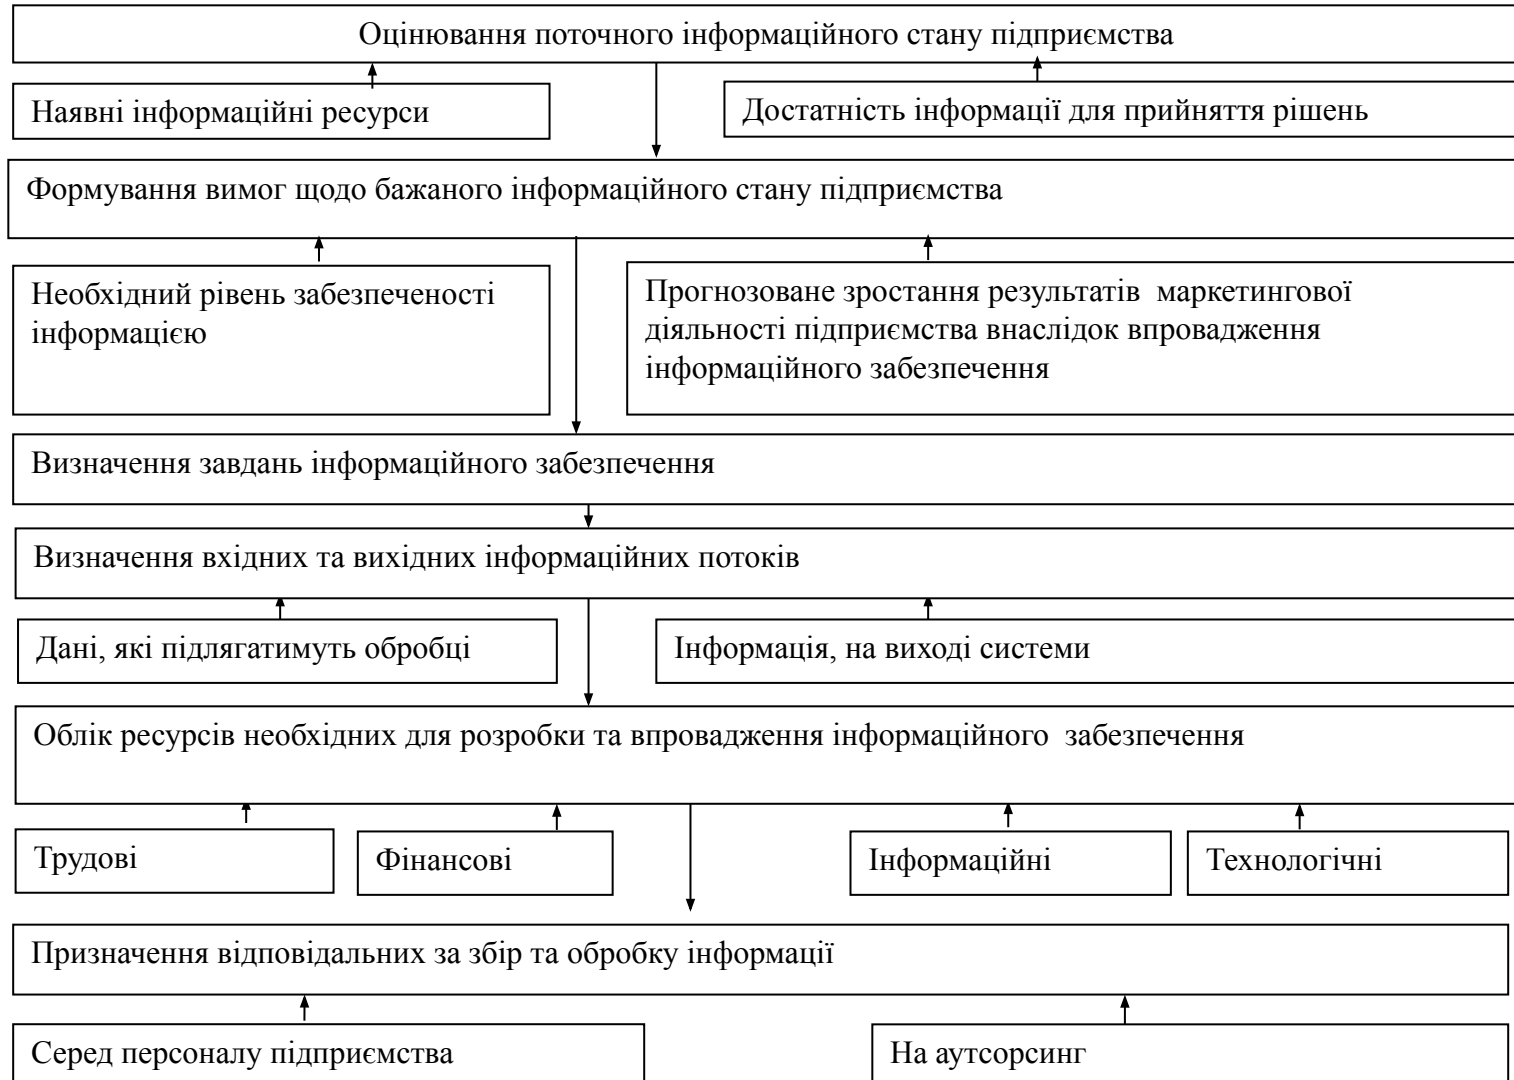 Оцінювання поточного інформаційного стану підприємства
Наявні інформаційні ресурси
Достатність інформації для прийняття рішень
Формування вимог щодо бажаного інформаційного стану підприємства
Необхідний рівень забезпеченості
інформацією
Прогнозоване зростання результатів  маркетингової
діяльності підприємства внаслідок впровадження
інформаційного забезпечення
Визначення завдань інформаційного забезпечення
Визначення вхідних та вихідних інформаційних потоків
Дані, які підлягатимуть обробці
Інформація, на виході системи
Облік ресурсів необхідних для розробки та впровадження інформаційного  забезпечення
Трудові
Фінансові
Інформаційні
Технологічні
Призначення відповідальних за збір та обробку інформації
Серед персоналу підприємства
На аутсорсинг